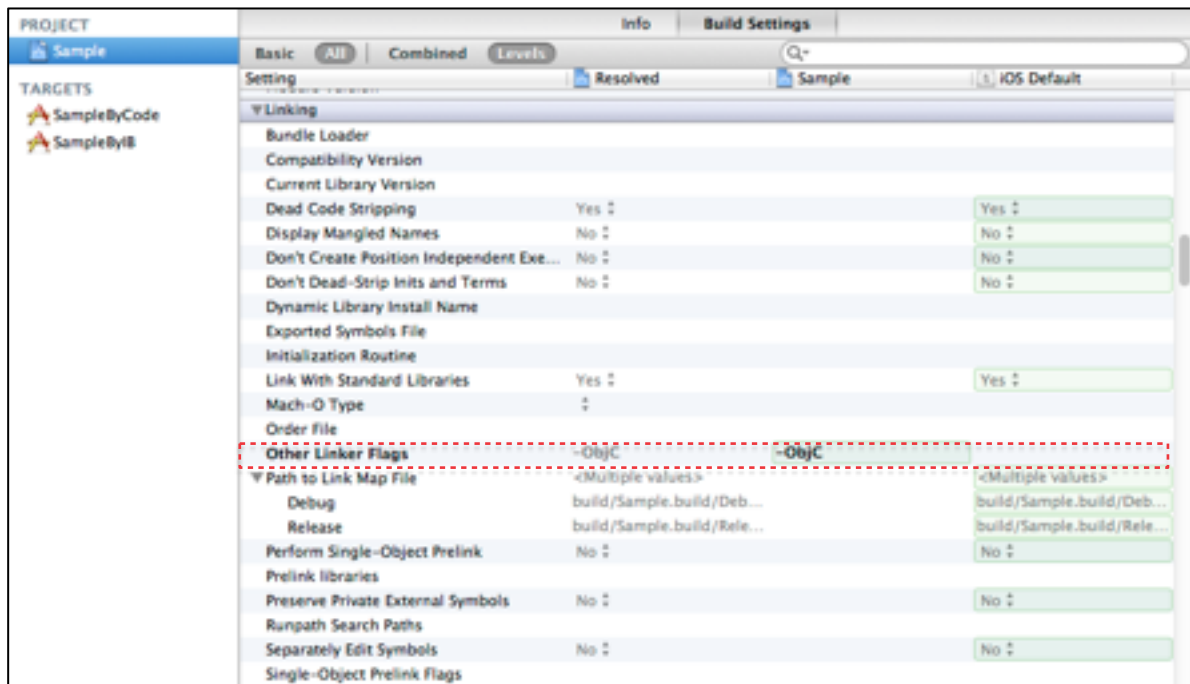 PROJECT
Sample
TARGETS
SampleByCode
SampleByIB
Info Build Settings
Basic All Combined Levels
Setting Resolved Sample iOS Default
Linking
Bundle Loader
Compatibility Version
Current Library Version
Dead Code Stripping Yes Yes
Display Mangled Names No No
Don't Create Position Independent Exe... No No
Don't Dead-Strip Inits and Terms No No
Dynamic Library Install Name
Exported Symbols File
Initialization Routine
Link With Standard Libraries Yes Yes
Mach-O Type
Order File
Other Linker Flags -ObjC -ObjC
Path to Link Map File <Multiple values> <Multiple values>
Debug build/Sample.build/Deb... build/Sample.build/Deb...
Release build/Sample.build/Rele... build/Sample.build/Rele...
Perform Single-Object Prelink No No
Prelink libraries
Preserve Private External Symbols No No
Runpath Search Paths
Separately Edit Symbols No No
Single-Object Prelink Flags